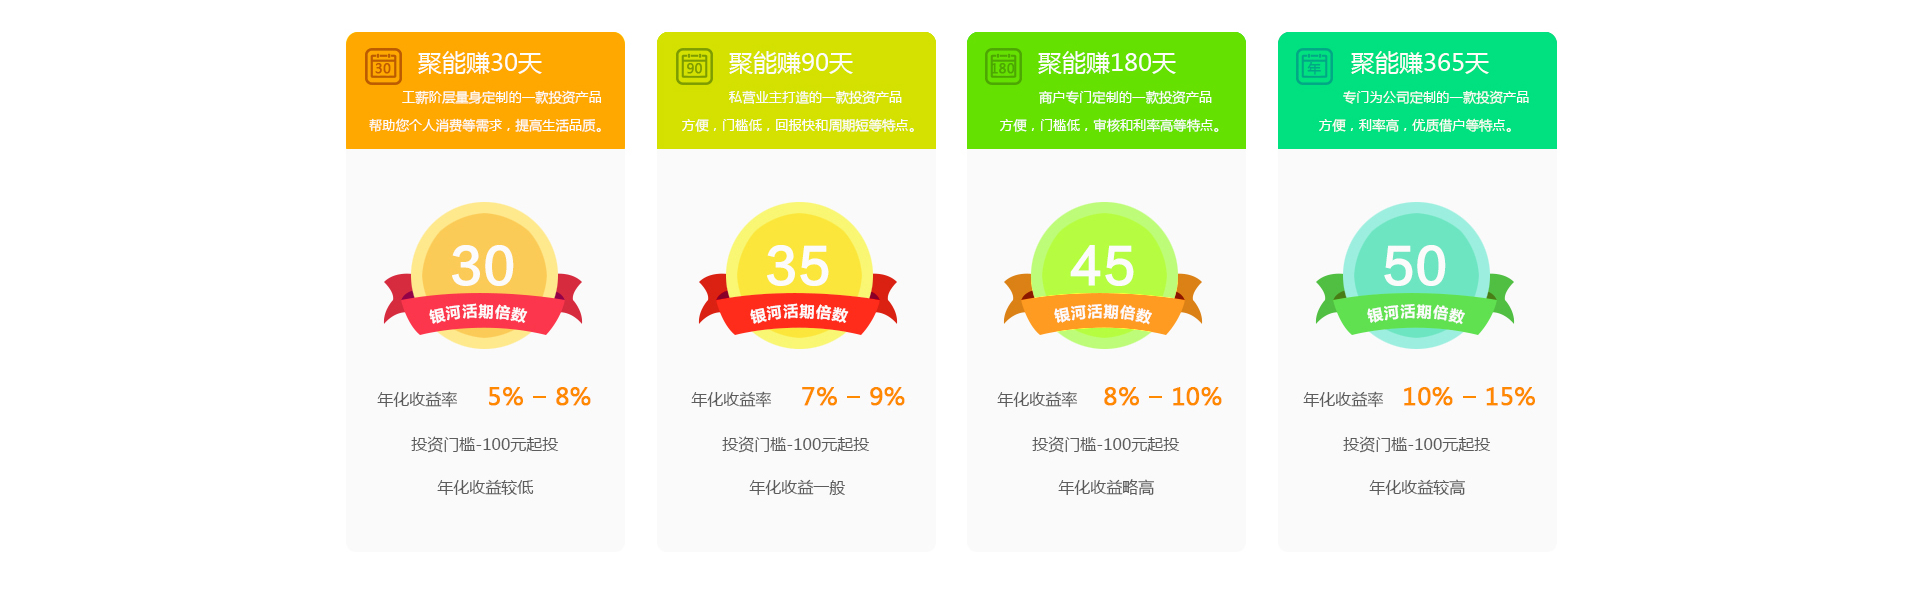 30
聚能赚30天
工薪阶层量身定制的一款投资产品
帮助您个人消费等需求，提高生活品质。
30
银河活期倍数
年化收益率 5% – 8%
投资门槛-100元起投
年化收益较低
90
聚能赚90天
私营业主打造的一款投资产品
方便，门槛低，回报快和周期短等特点。
35
银河活期倍数
年化收益率 7% – 9%
投资门槛-100元起投
年化收益一般
180
聚能赚180天
商户专门定制的一款投资产品
方便，门槛低，审核和利率高等特点。
45
银河活期倍数
年化收益率 8% – 10%
投资门槛-100元起投
年化收益略高
年
聚能赚365天
专门为公司定制的一款投资产品
方便，利率高，优质借户等特点。
50
银河活期倍数
年化收益率 10% – 15%
投资门槛-100元起投
年化收益较高